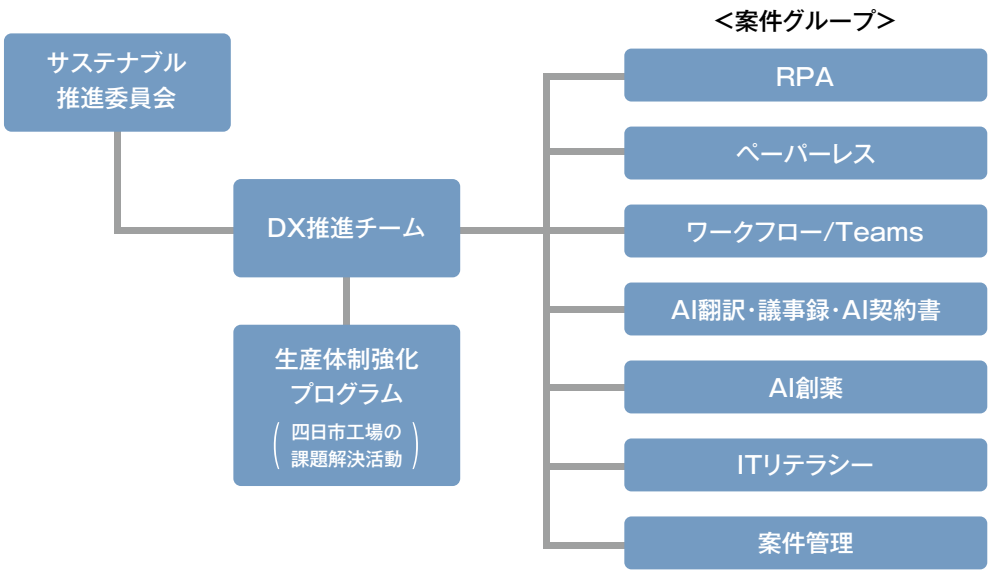 サステナブル
推進委員会
DX推進チーム
生産体制強化
プログラム
(四日市工場の
課題解決活動)
＜案件グループ＞
RPA
ペーパーレス
ワークフロー/Teams
AI翻訳・議事録・AI契約書
AI創薬
ITリテラシー
案件管理